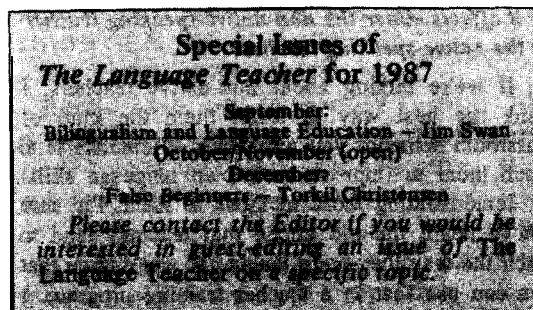 Special Issues of
The Language Teacher for 1987
September:
Bilingualism and Language Education – Jim Swan
October/November (open)
December:
False Beginners – Torkil Christensen
Please contact the Editor if you would be
interested in guest-editing an issue of The
Language Teacher on a specific topic.